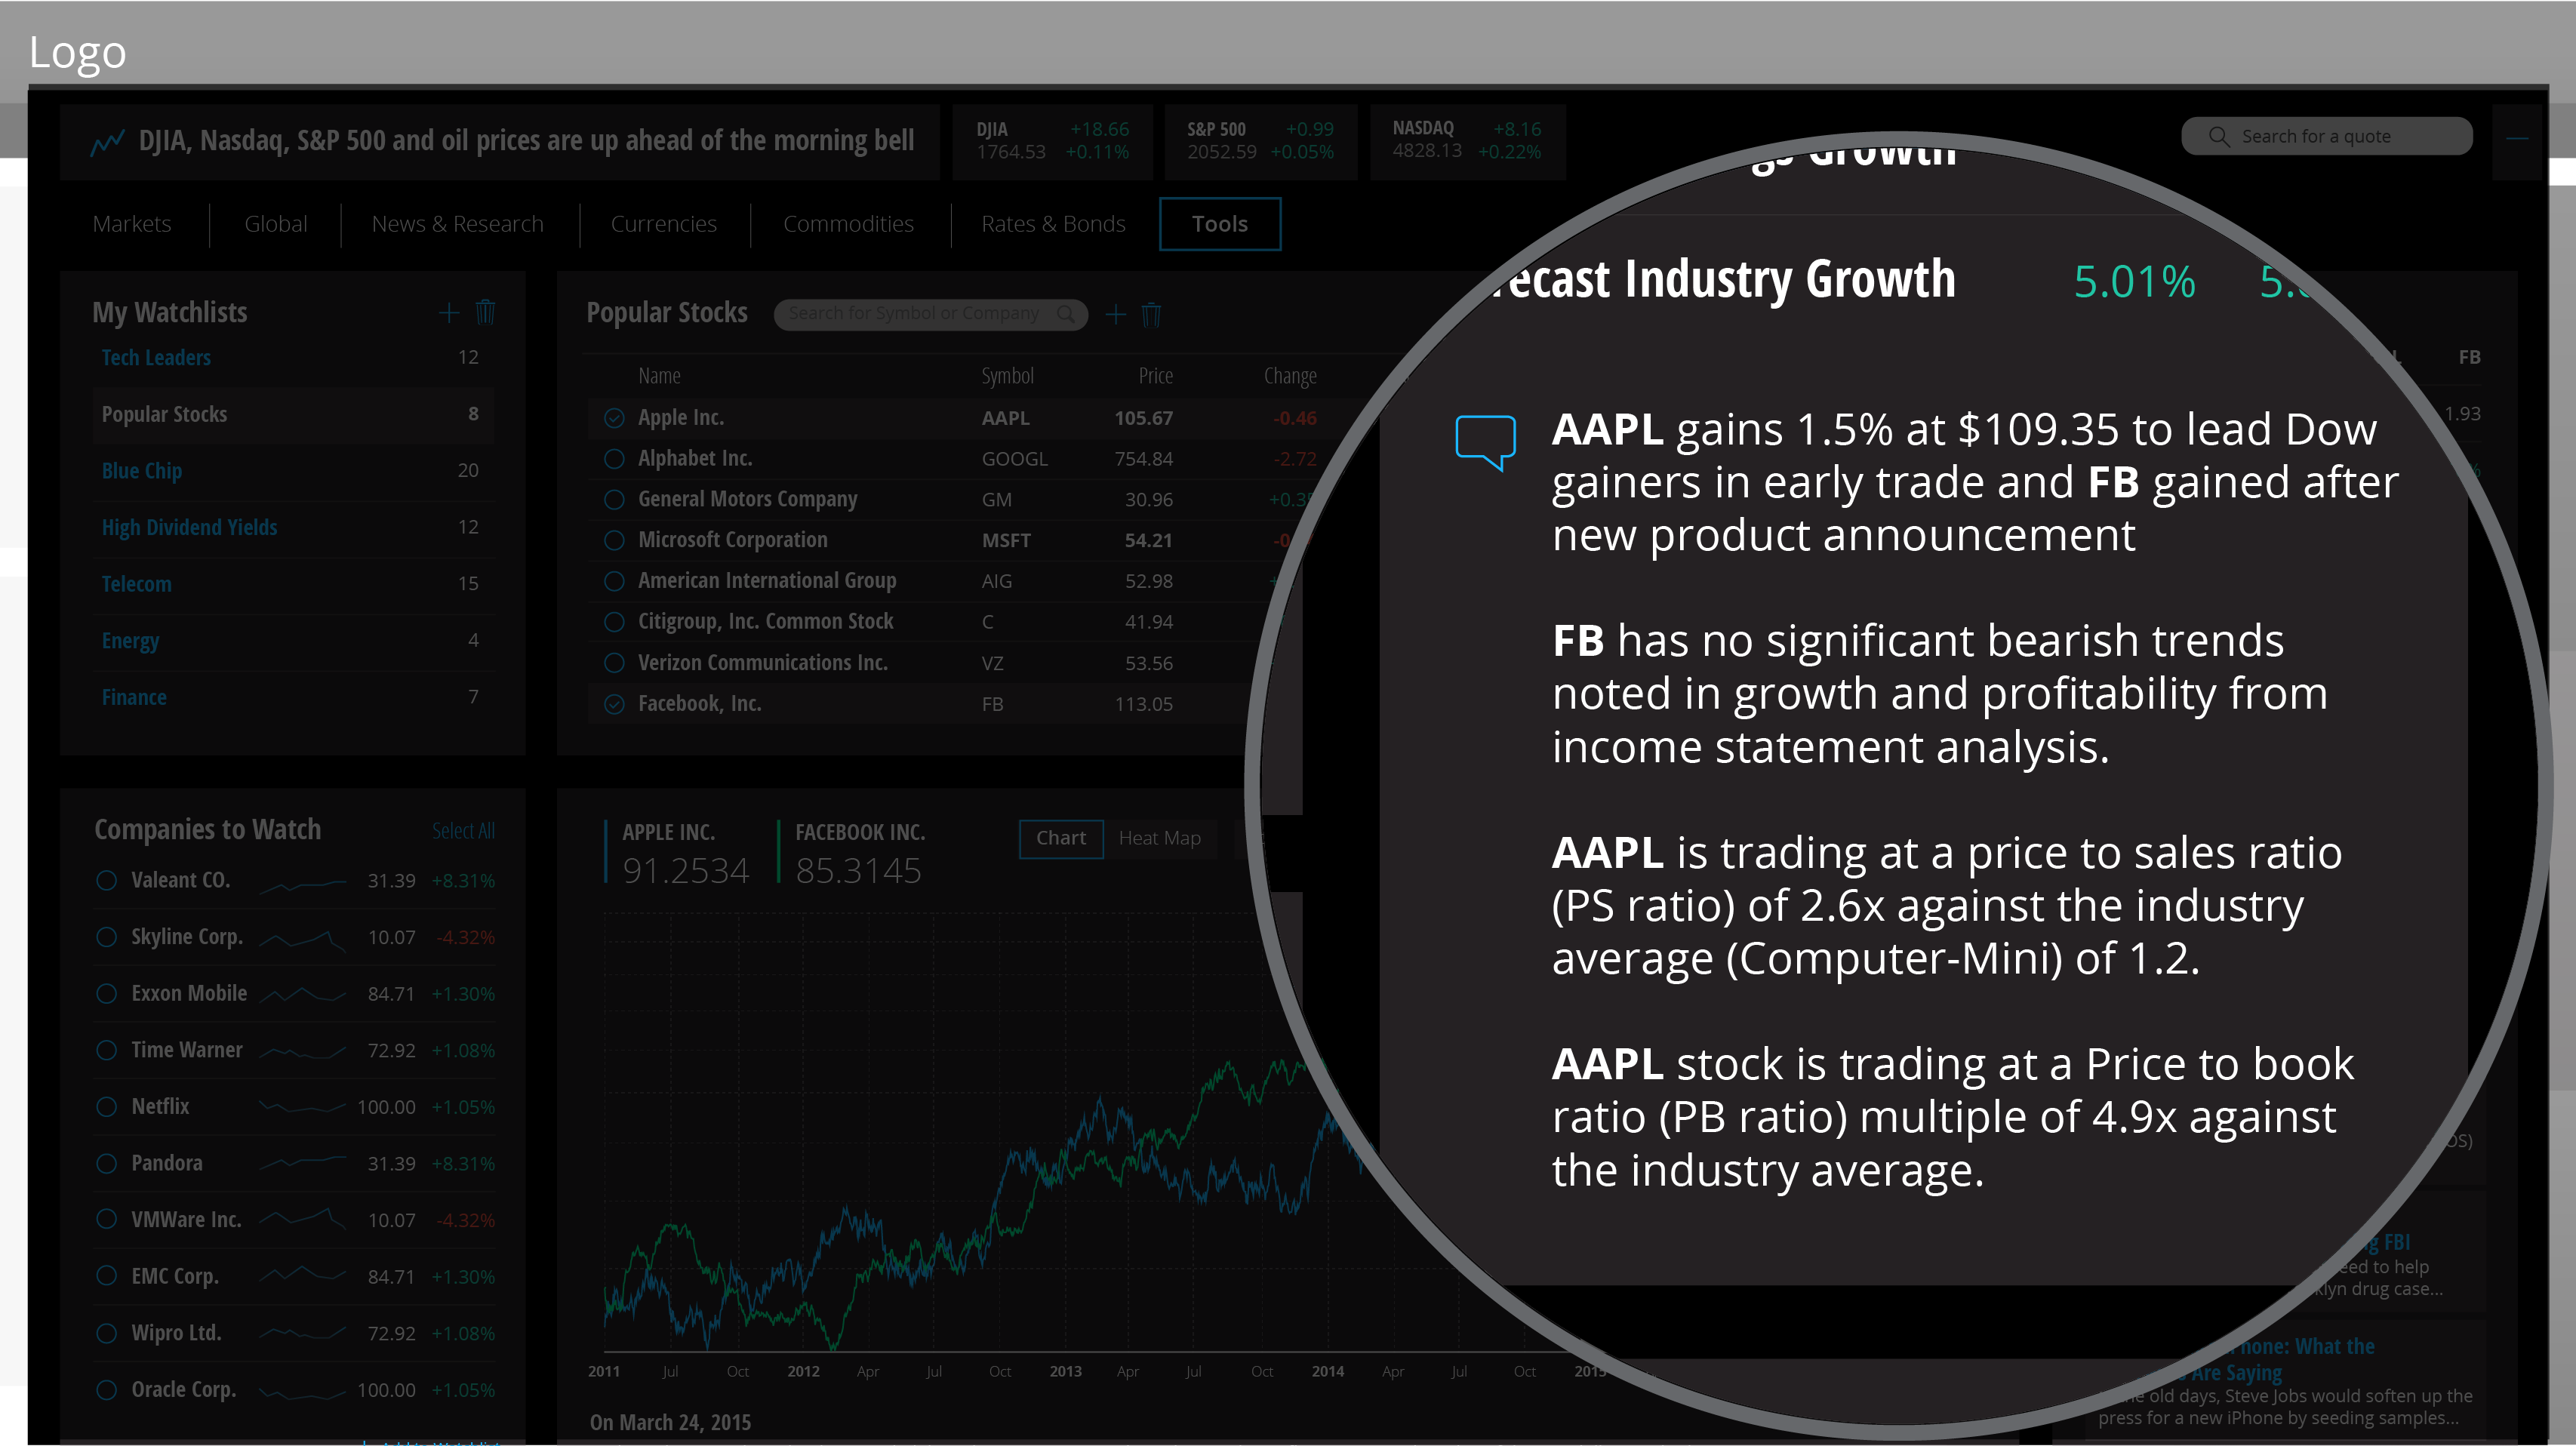 Logo
DJIA, Nasdaq, S&P 500 and oil prices are up ahead of the morning bell
DJIA +18.66
1764.53 +0.11%
S&P 500 +0.99
2052.59 +0.05%
NASDAQ +8.16
4828.13 +0.22%
Search for a quote
Markets Global News & Research Currencies Commodities Rates & Bonds Tools
My Watchlists
Tech Leaders 12
Popular Stocks 8
Blue Chip 20
High Dividend Yields 12
Telecom 15
Energy 4
Finance 7
Popular Stocks Search for Symbol or Company
Name Symbol Price Change
Apple Inc. AAPL 105.67 -0.46
Alphabet Inc. GOOGL 754.84 -2.72
General Motors Company GM 30.96
Microsoft Corporation MSFT 54.21
American International Group AIG 52.98
Citigroup, Inc. Common Stock C 41.94
Verizon Communications Inc. VZ 53.56
Facebook, Inc. FB 113.05
Companies to Watch Select All
Valeant CO. 31.39 +8.31%
Skyline Corp. 10.07 -4.32%
Exxon Mobile 84.71 +1.30%
Time Warner 72.92 +1.08%
Netflix 100.00 +1.05%
Pandora 31.39 +8.31%
VMWare Inc. 10.07 -4.32%
EMC Corp. 84.71 +1.30%
Wipro Ltd. 72.92 +1.08%
Oracle Corp. 100.00 +1.05%
APPLE INC.
91.2534
FACEBOOK INC.
85.3145
Chart Heat Map
2011 Jul Oct 2012 Apr Jul Oct 2013 Apr Jul Oct 2014 Apr Jul Oct 2015
On March 24, 2015
Growth
Industry Growth 5.01%
FB
1.93
AAPL gains 1.5% at $109.35 to lead Dow
gainers in early trade and FB gained after
new product announcement
FB has no significant bearish trends
noted in growth and profitability from
income statement analysis.
AAPL is trading at a price to sales ratio
(PS ratio) of 2.6x against the industry
average (Computer-Mini) of 1.2.
AAPL stock is trading at a Price to book
ratio (PB ratio) multiple of 4.9x against
the industry average.
FBI
to help
drug case...
What the
Are Saying
old days, Steve Jobs would soften up the
press for a new iPhone by seeding samples...